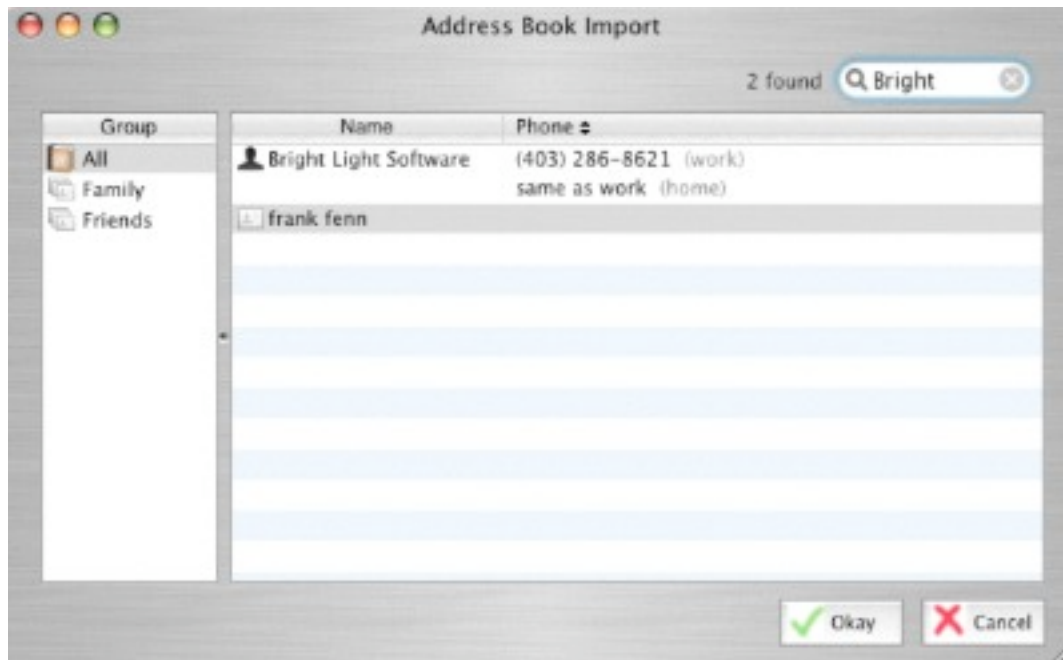 Address Book Import
2 found Bright
Group Name Phone
All Bright Light Software (403) 286-8621 (work)
Family same as work (home)
Friends frank fenn
Okay Cancel